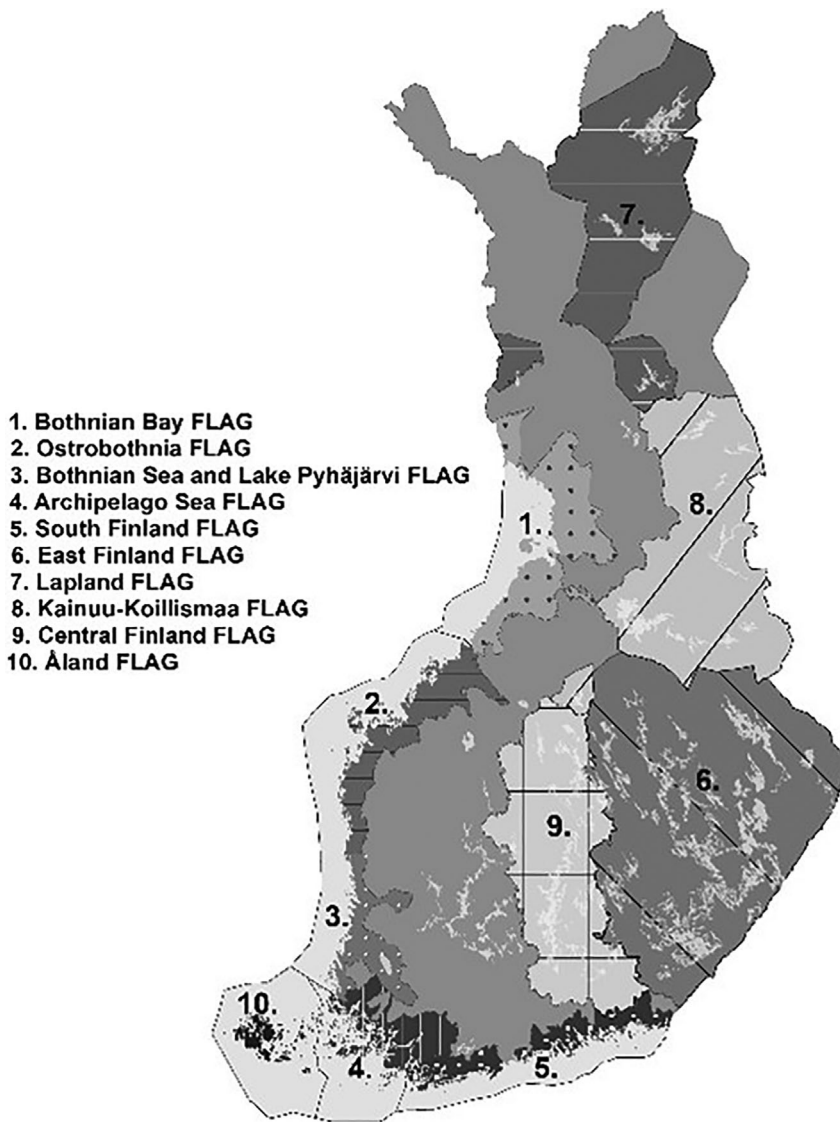 1. Bothnian Bay FLAG
2. Ostrobothnia FLAG
3. Bothnian Sea and Lake Pyhäjärvi FLAG
4. Archipelago Sea FLAG
5. South Finland FLAG
6. East Finland FLAG
7. Lapland FLAG
8. Kainuu-Koillismaa FLAG
9. Central Finland FLAG
10. Åland FLAG
7.
8.
1.
2.
6.
9.
3.
10.
4.
5.